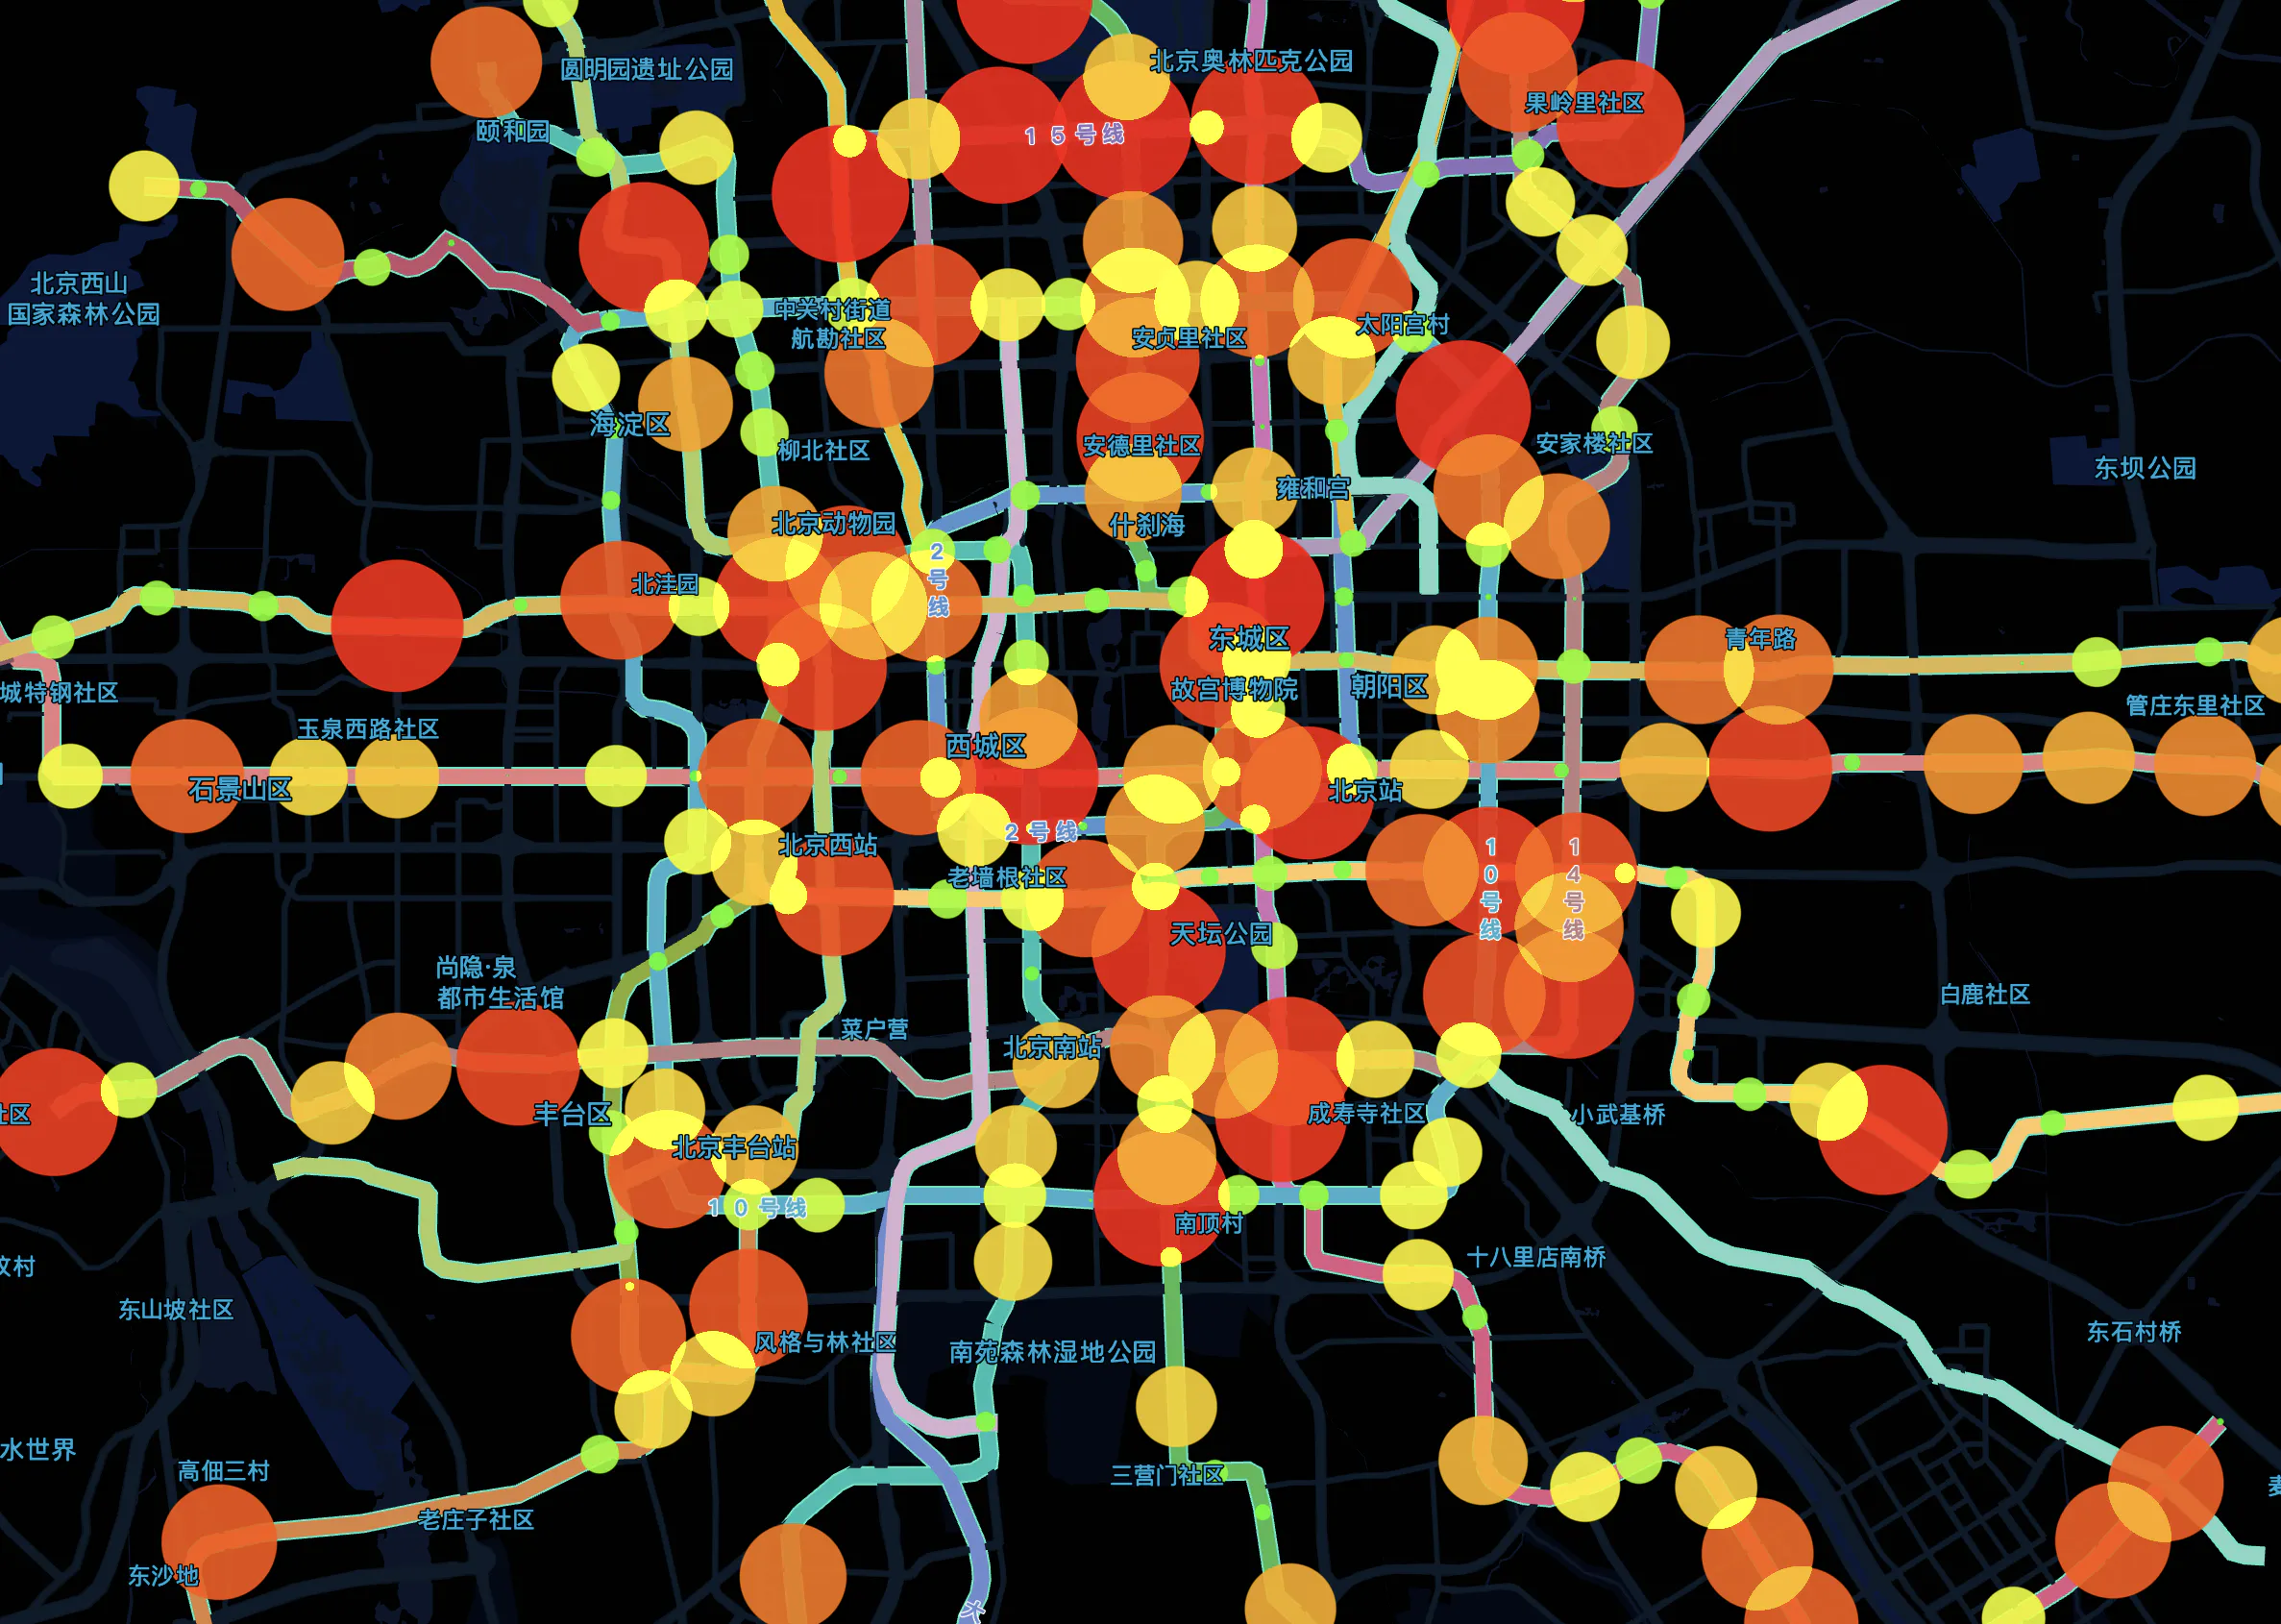 北京奥林匹克公园
圆明园遗址公园
果岭里社区
颐和园
15号线
北京西山
国家森林公园
中关村街道
航勘社区
安贞里社区
太阳宫村
海淀区
柳北社区
安德里社区
安家楼社区
东坝公园
雍和宫
北京动物园
什刹海
2号线
北洼园
东城区
青年路
故宫博物院
朝阳区
城特钢社区
管庄东里社区
玉泉西路社区
西城区
石景山区
北京站
2号线
北京西站
10号线
14号线
老墙根社区
天坛公园
尚隐·泉
都市生活馆
白鹿社区
菜户营
北京南站
社区
丰台区
成寿寺社区
小武基桥
北京丰台站
10号线
南顶村
十八里店南桥
坟村
东山坡社区
风格与林社区
南苑森林湿地公园
东石村桥
水世界
高佃三村
三营门社区
老庄子社区
东沙地
大